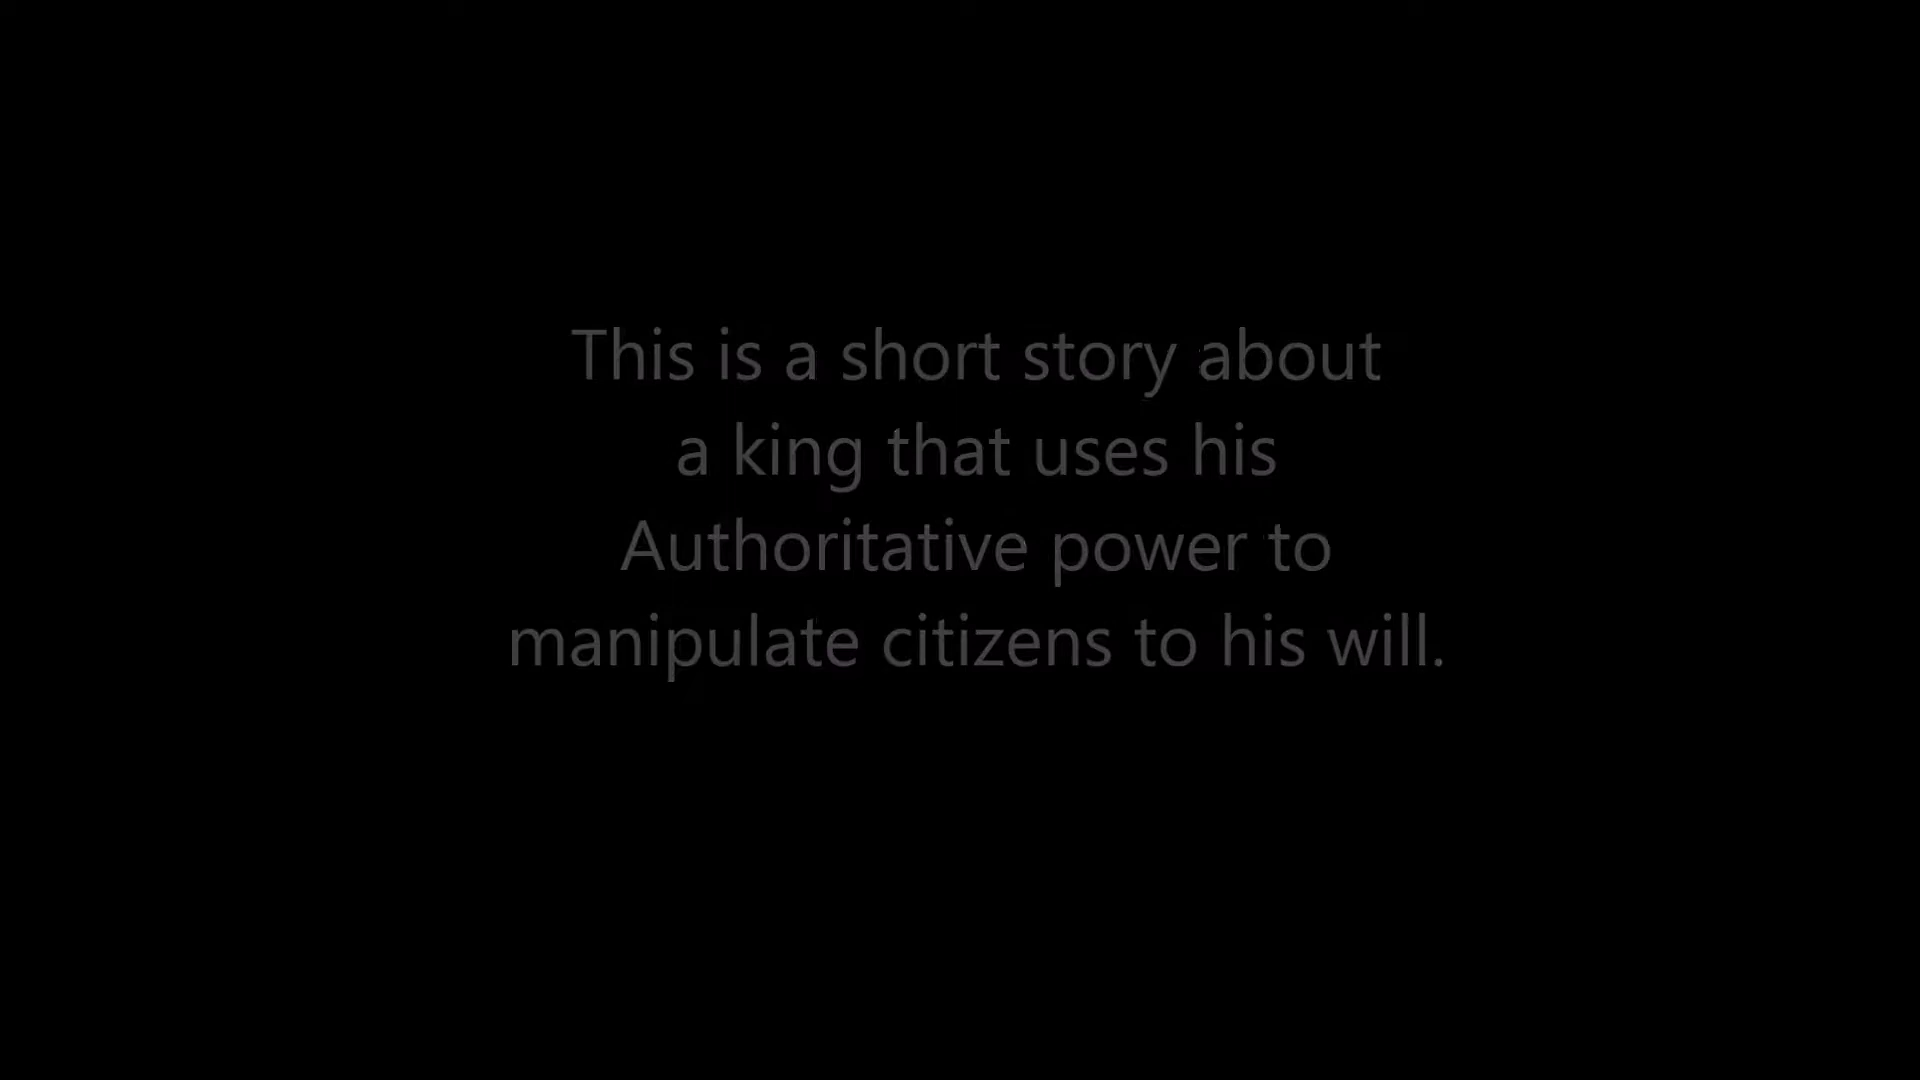 This is a short story about
a king that uses his
Authoritative power to
manipulate citizens to his will.